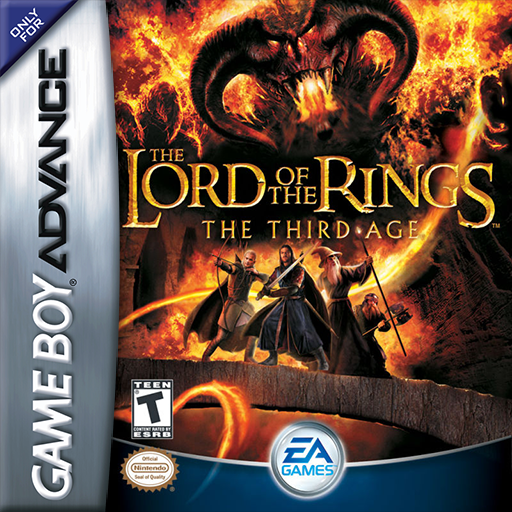 ONLY
FOR
GAME BOY ADVANCE
THE
LORD OF THE RINGS
THE THIRD AGE
™
TEEN
T
CONTENT RATED BY
ESRB
Official
Nintendo
Seal of Quality
EA
GAMES